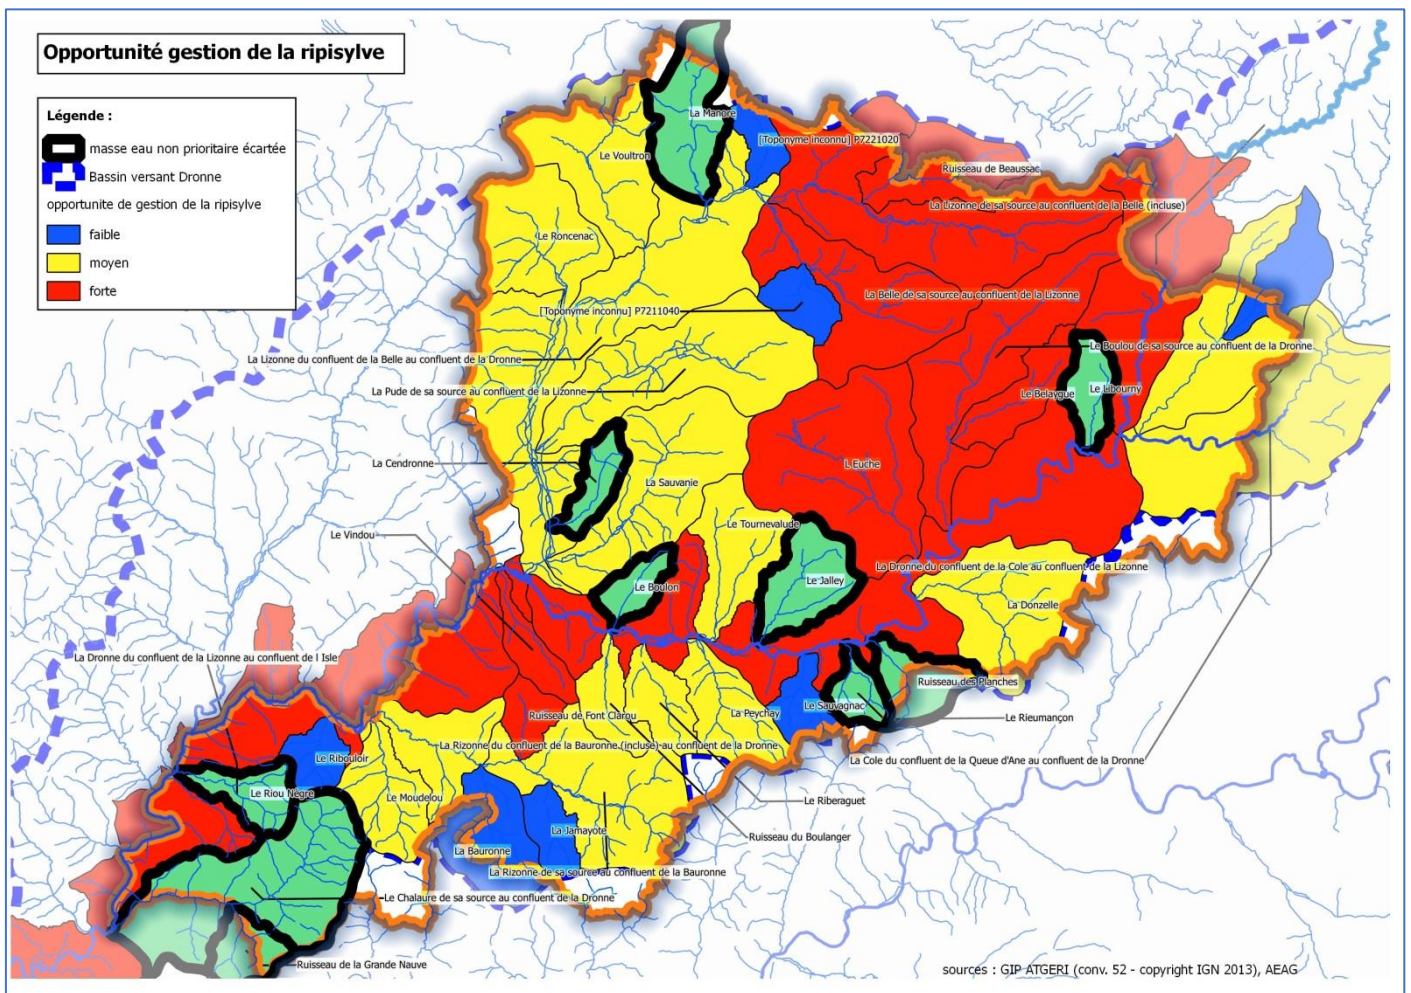 Opportunité gestion de la ripisylve
Légende :
masse eau non prioritaire écartée
Bassin versant Dronne
opportunite de gestion de la ripisylve
faible
moyen
forte
La Manore
[Toponyme inconnu] P7221020
Le Voultron
Ruisseau de Beaussac
La Lizonne de sa source au confluent de la Belle (incluse)
Le Roncenac
La Belle de sa source au confluent de la Lizonne
[Toponyme inconnu] P7211040
Le Boulou de sa source au confluent de la Dronne
La Lizonne du confluent de la Belle au confluent de la Dronne
La Pude de sa source au confluent de la Lizonne
Le Belaygue
Le Libourny
La Cendronne
L Euche
La Sauvanie
Le Tournevalude
Le Vindou
La Dronne du confluent de la Cole au confluent de la Lizonne
Le Jalley
Le Boulon
La Donzelle
La Dronne du confluent de la Lizonne au confluent de l Isle
Ruisseau des Planches
Le Sauvagnac
La Peychay
Ruisseau de Font Clarou
Le Rieumançon
La Rizonne du confluent de la Bauronne (incluse) au confluent de la Dronne
Le Ribouloir
La Cole du confluent de la Queue d'Ane au confluent de la Dronne
Le Riou Nègre
Le Moudelou
Le Riberaguet
La Jamayote
Ruisseau du Boulanger
La Bauronne
La Rizonne de sa source au confluent de la Bauronne
Le Chalaure de sa source au confluent de la Dronne
Ruisseau de la Grande Nauve
sources : GIP ATGERI (conv. 52 - copyright IGN 2013), AEAG